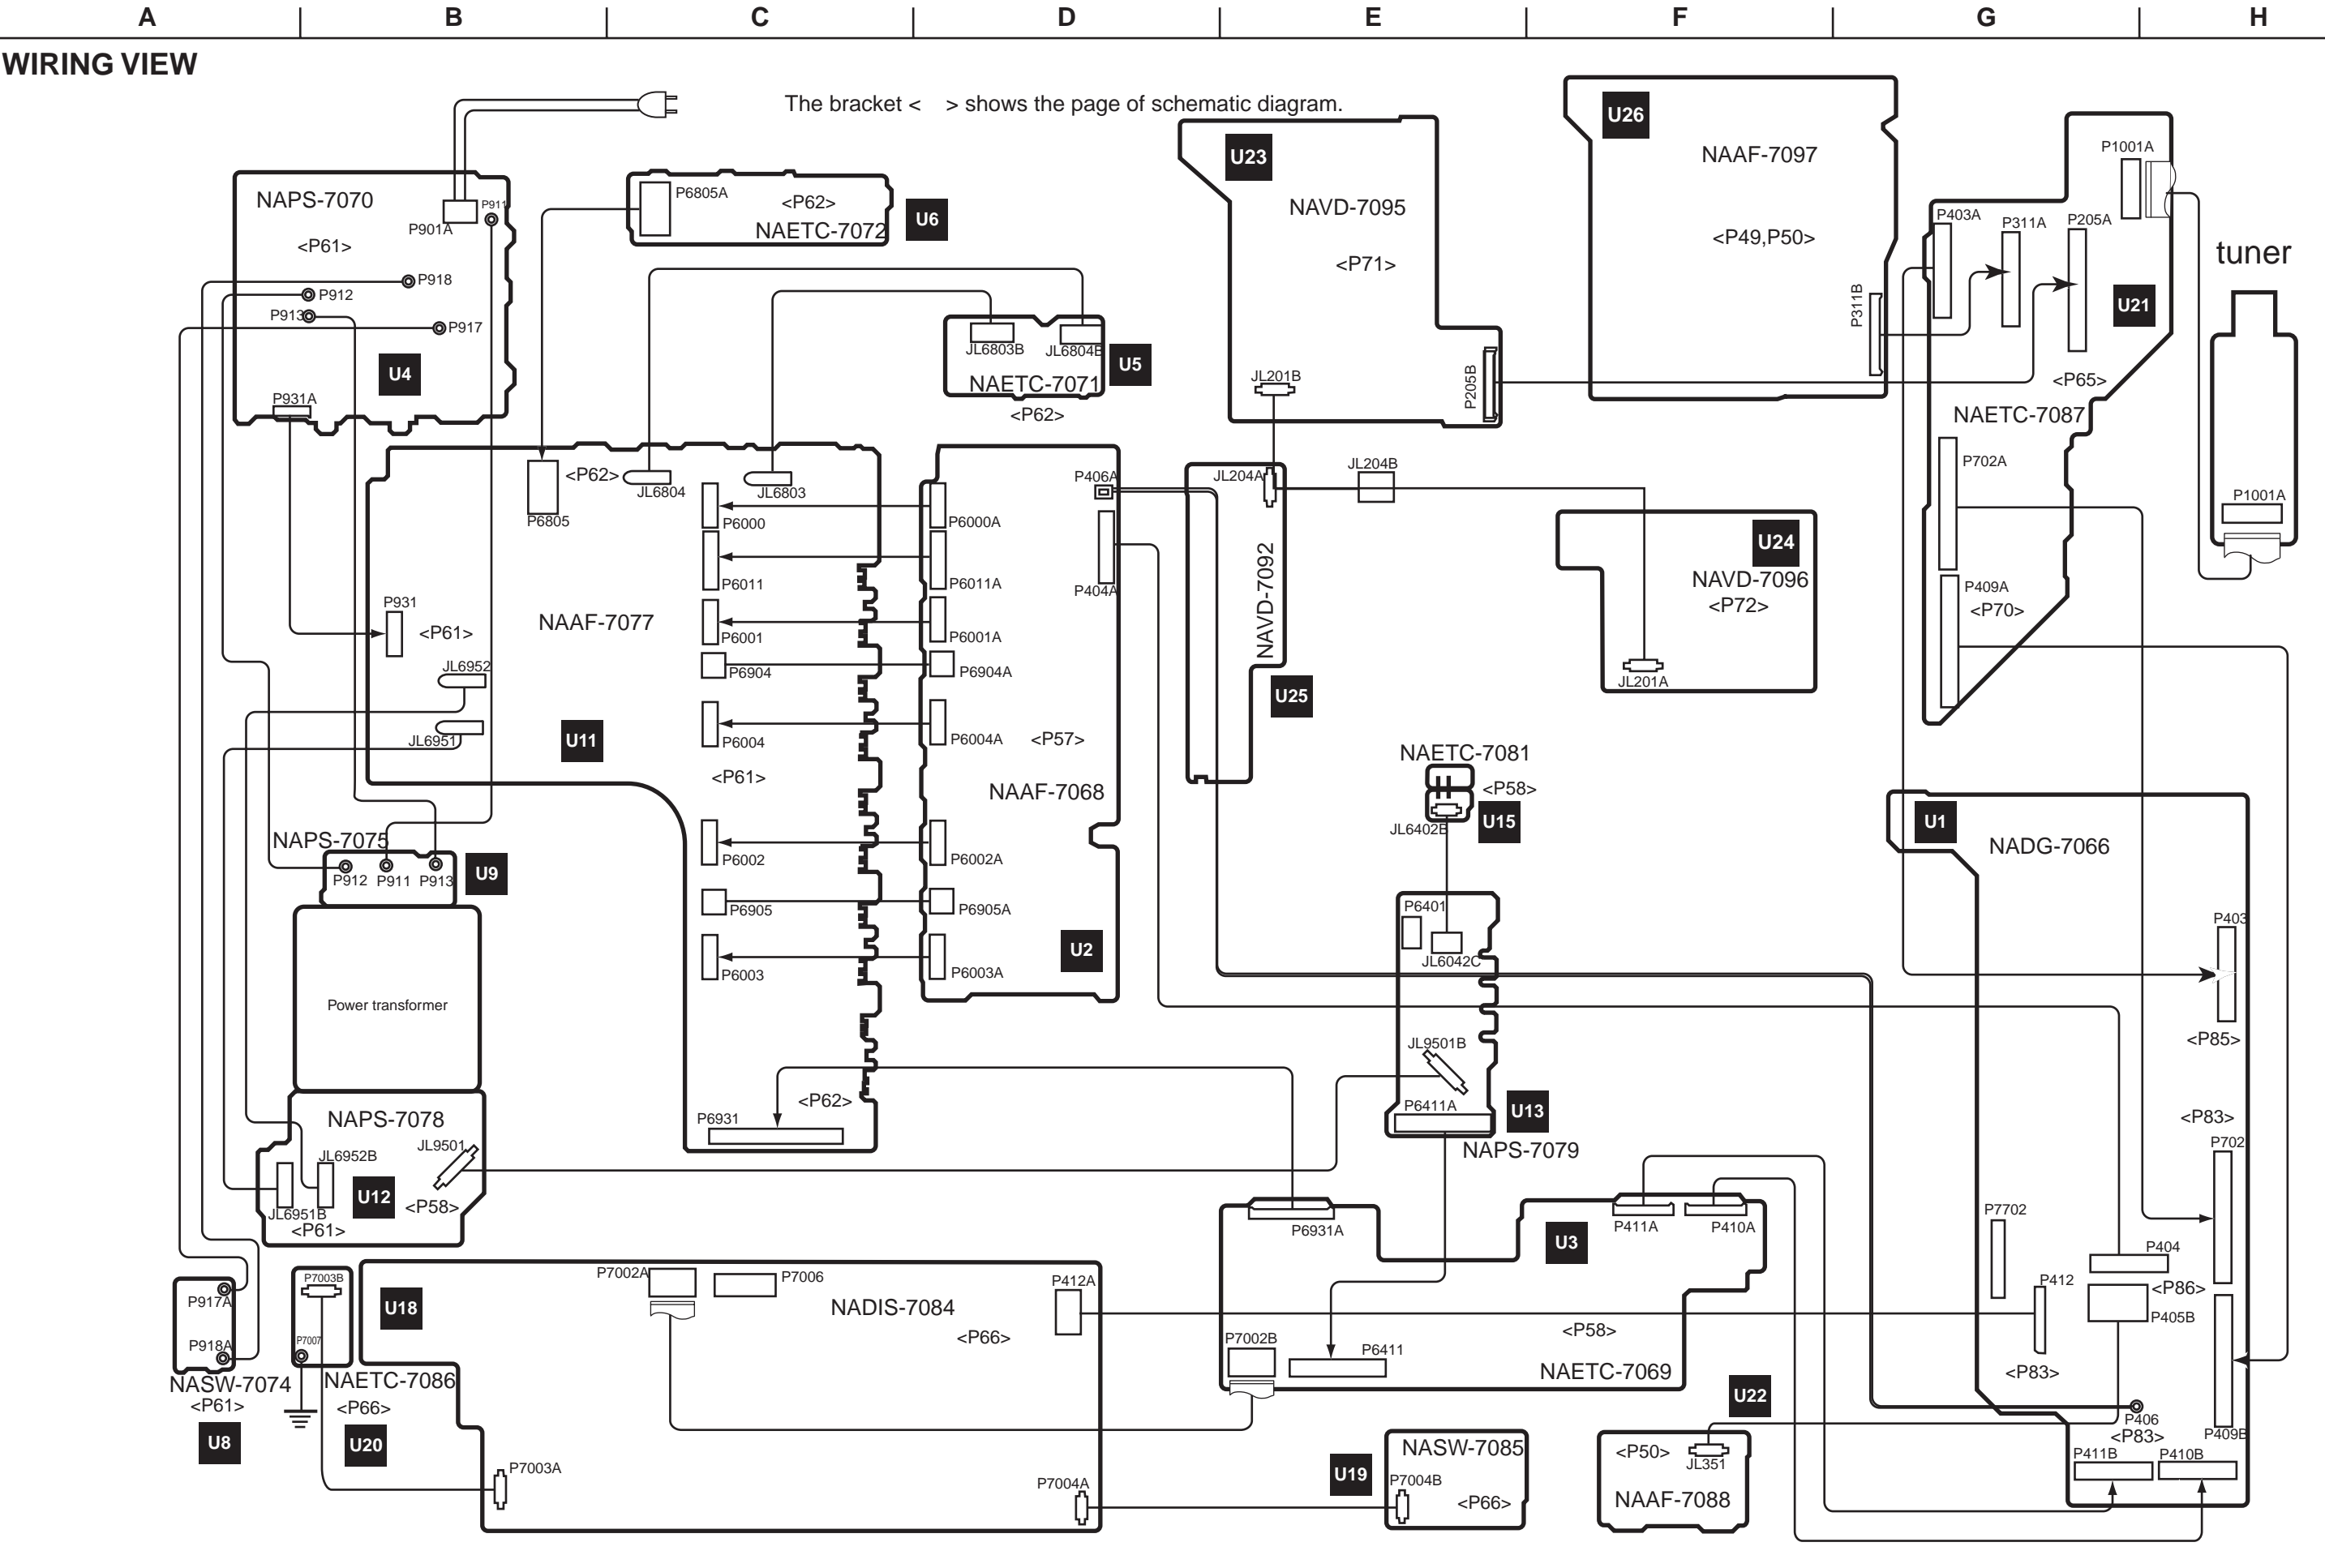 A B C D E F G H
WIRING VIEW
The bracket < > shows the page of schematic diagram.
NAPS-7070
<P61>
P901A
P911
P918
P912
P913
P917
U4
P931A
P6805A
<P62>
NAETC-7072
U6
JL6803B
JL6804B
U5
NAETC-7071
<P62>
U23
NAVD-7095
<P71>
JL201B
P205B
U26
NAAF-7097
<P49,P50>
P311B
P1001A
P403A
P311A
P205A
U21
<P65>
NAETC-7087
P702A
P409A
<P70>
tuner
P1001A
P6805
<P62>
JL6804
JL6803
P6000
P6011
P931
<P61>
NAAF-7077
P6001
JL6952
P6904
JL6951
U11
P6004
<P61>
P6002
P6905
P6003
P6931
<P62>
P406A
P6000A
P6011A
P404A
P6001A
P6904A
P6004A
<P57>
NAAF-7068
P6002A
P6905A
U2
P6003A
JL204A
JL204B
NAVD-7092
U25
U24
NAVD-7096
<P72>
JL201A
NAETC-7081
<P58>
JL6402B
U15
P6401
JL6042C
JL9501B
P6411A
U13
NAPS-7079
U1
NADG-7066
P403
<P85>
<P83>
P702
P7702
P404
P412
<P86>
P405B
<P83>
P406
<P83>
P409B
P411B
P410B
NAPS-7075
P912
P911
P913
U9
Power transformer
NAPS-7078
JL9501
JL6952B
U12
<P58>
JL6951B
<P61>
P917A
P918A
NASW-7074
<P61>
U8
P7003B
P7007
NAETC-7086
<P66>
U20
U18
P7002A
P7006
NADIS-7084
P412A
<P66>
P7003A
P7004A
P6931A
U3
P411A
P410A
P7002B
P6411
<P58>
NAETC-7069
U19
NASW-7085
P7004B
<P66>
U22
<P50>
JL351
NAAF-7088